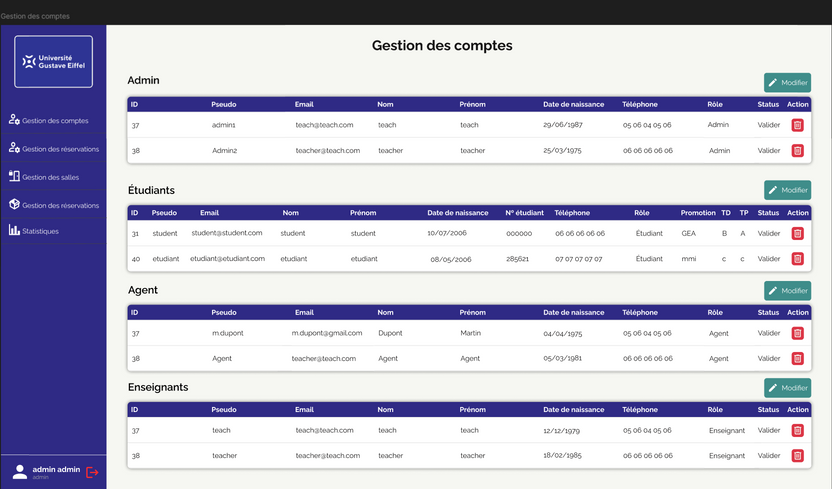 Gestion des comptes
Université
Gustave Eiffel
Gestion des comptes
Gestion des réservations
Gestion des salles
Gestion des réservations
Statistiques
admin admin
admin
Gestion des comptes
Admin
Modifier
ID Pseudo Email Nom Prénom Date de naissance Téléphone Rôle Status Action
37 admin1 teach@teach.com teach teach 29/06/1987 05 06 04 05 06 Admin Valider
38 Admin2 teacher@teach.com teacher teacher 25/03/1975 06 06 06 06 06 Admin Valider
Étudiants
Modifier
ID Pseudo Email Nom Prénom Date de naissance N° étudiant Téléphone Rôle Promotion TD TP Status Action
31 student student@student.com student student 10/07/2006 000000 06 06 06 06 06 Étudiant GEA B A Valider
40 etudiant etudiant@etudiant.com etudiant etudiant 08/05/2006 285621 07 07 07 07 07 Étudiant mmi c c Valider
Agent
Modifier
ID Pseudo Email Nom Prénom Date de naissance Téléphone Rôle Status Action
37 m.dupont m.dupont@gmail.com Dupont Martin 04/04/1975 05 06 04 05 06 Agent Valider
38 Agent teacher@teach.com Agent Agent 05/03/1981 06 06 06 06 06 Agent Valider
Enseignants
Modifier
ID Pseudo Email Nom Prénom Date de naissance Téléphone Rôle Status Action
37 teach teach@teach.com teach teach 12/12/1979 05 06 04 05 06 Enseignant Valider
38 teacher teacher@teach.com teacher teacher 18/02/1985 06 06 06 06 06 Enseignant Valider